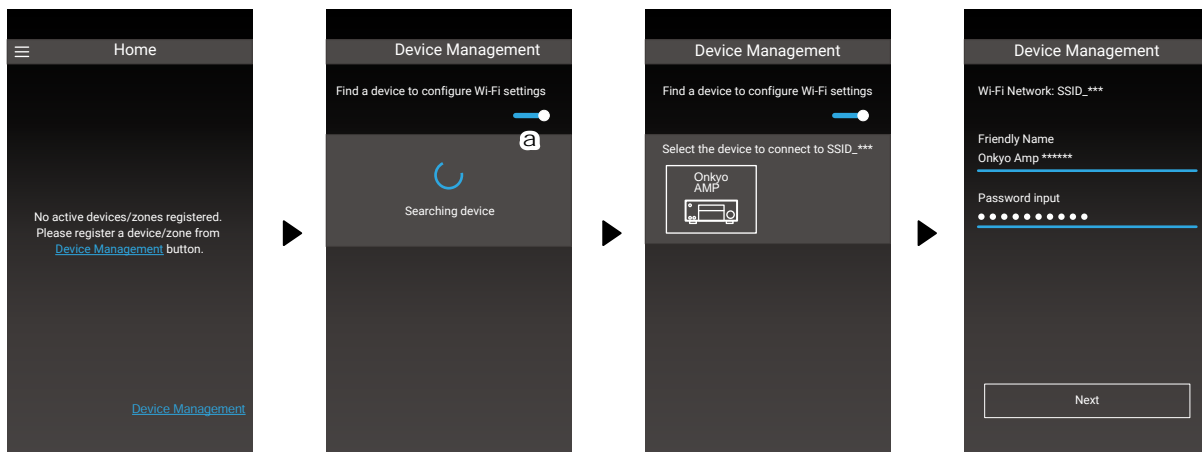 Home
No active devices/zones registered.
Please register a device/zone from
Device Management button.
Device Management
Device Management
Find a device to configure Wi-Fi settings
a
Searching device
Device Management
Find a device to configure Wi-Fi settings
Select the device to connect to SSID_***
Onkyo
AMP
Device Management
Wi-Fi Network: SSID_***
Friendly Name
Onkyo Amp ******
Password input
Next